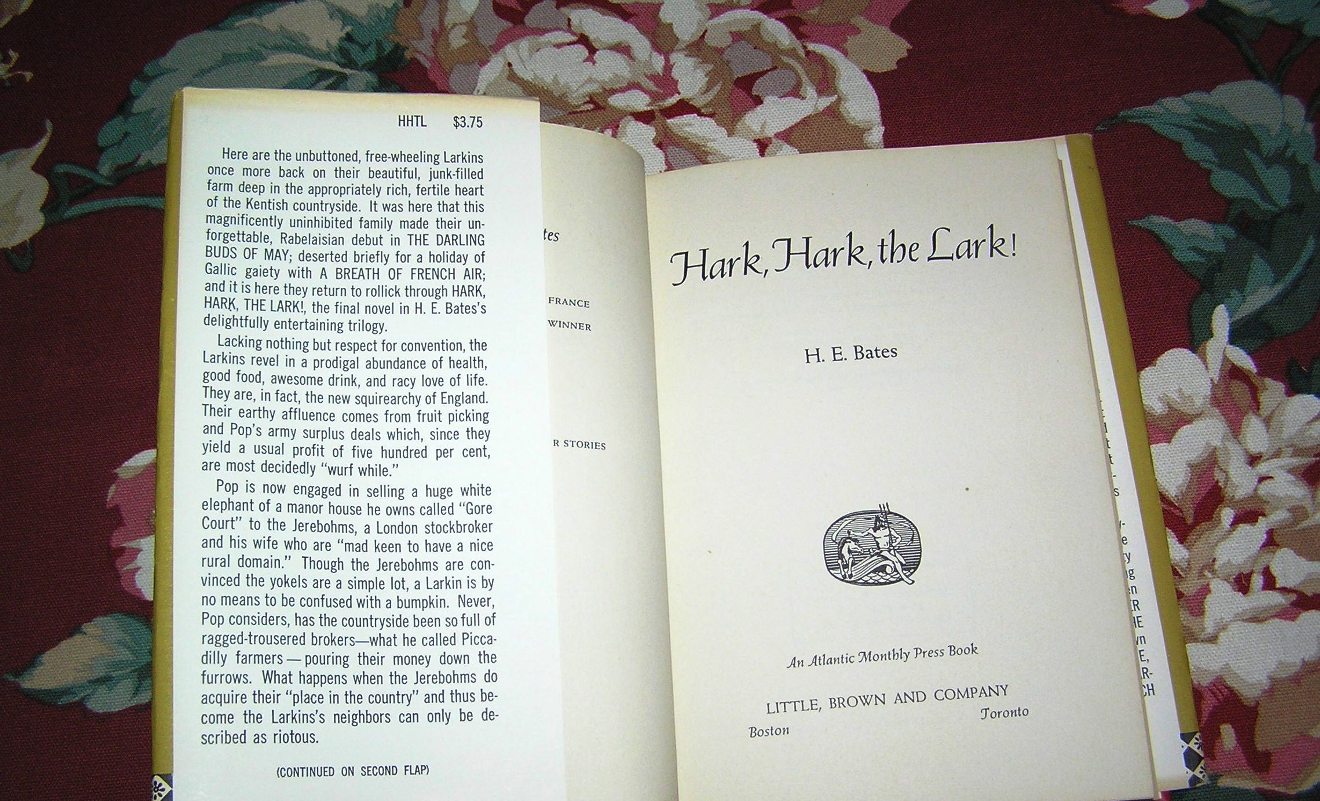 HHTL $3.75
Here are the unbuttoned, free-wheeling Larkins
once more back on their beautiful, junk-filled
farm deep in the appropriately rich, fertile heart
of the Kentish countryside. It was here that this
magnificently uninhibited family made their un-
forgettable, Rabelaisian debut in THE DARLING
BUDS OF MAY; deserted briefly for a holiday of
Gallic gaiety with A BREATH OF FRENCH AIR;
and it is here they return to rollick through HARK,
HARK, THE LARK!, the final novel in H. E. Bates's
delightfully entertaining trilogy.
Lacking nothing but respect for convention, the
Larkins revel in a prodigal abundance of health,
good food, awesome drink, and racy love of life.
They are, in fact, the new squirearchy of England.
Their earthy affluence comes from fruit picking
and Pop's army surplus deals which, since they
yield a usual profit of five hundred per cent,
are most decidedly "wurf while."
Pop is now engaged in selling a huge white
elephant of a manor house he owns called "Gore
Court" to the Jerebohms, a London stockbroker
and his wife who are "mad keen to have a nice
rural domain." Though the Jerebohms are con-
vinced the yokels are a simple lot, a Larkin is by
no means to be confused with a bumpkin. Never,
Pop considers, has the countryside been so full of
ragged-trousered brokers—what he called Picca-
dilly farmers — pouring their money down the
furrows. What happens when the Jerebohms do
acquire their "place in the country" and thus be-
come the Larkins's neighbors can only be de-
scribed as riotous.
(CONTINUED ON SECOND FLAP)
tes
FRANCE
WINNER
R STORIES
Hark, Hark, the Lark!
H. E. Bates
An Atlantic Monthly Press Book
LITTLE, BROWN AND COMPANY
Boston Toronto